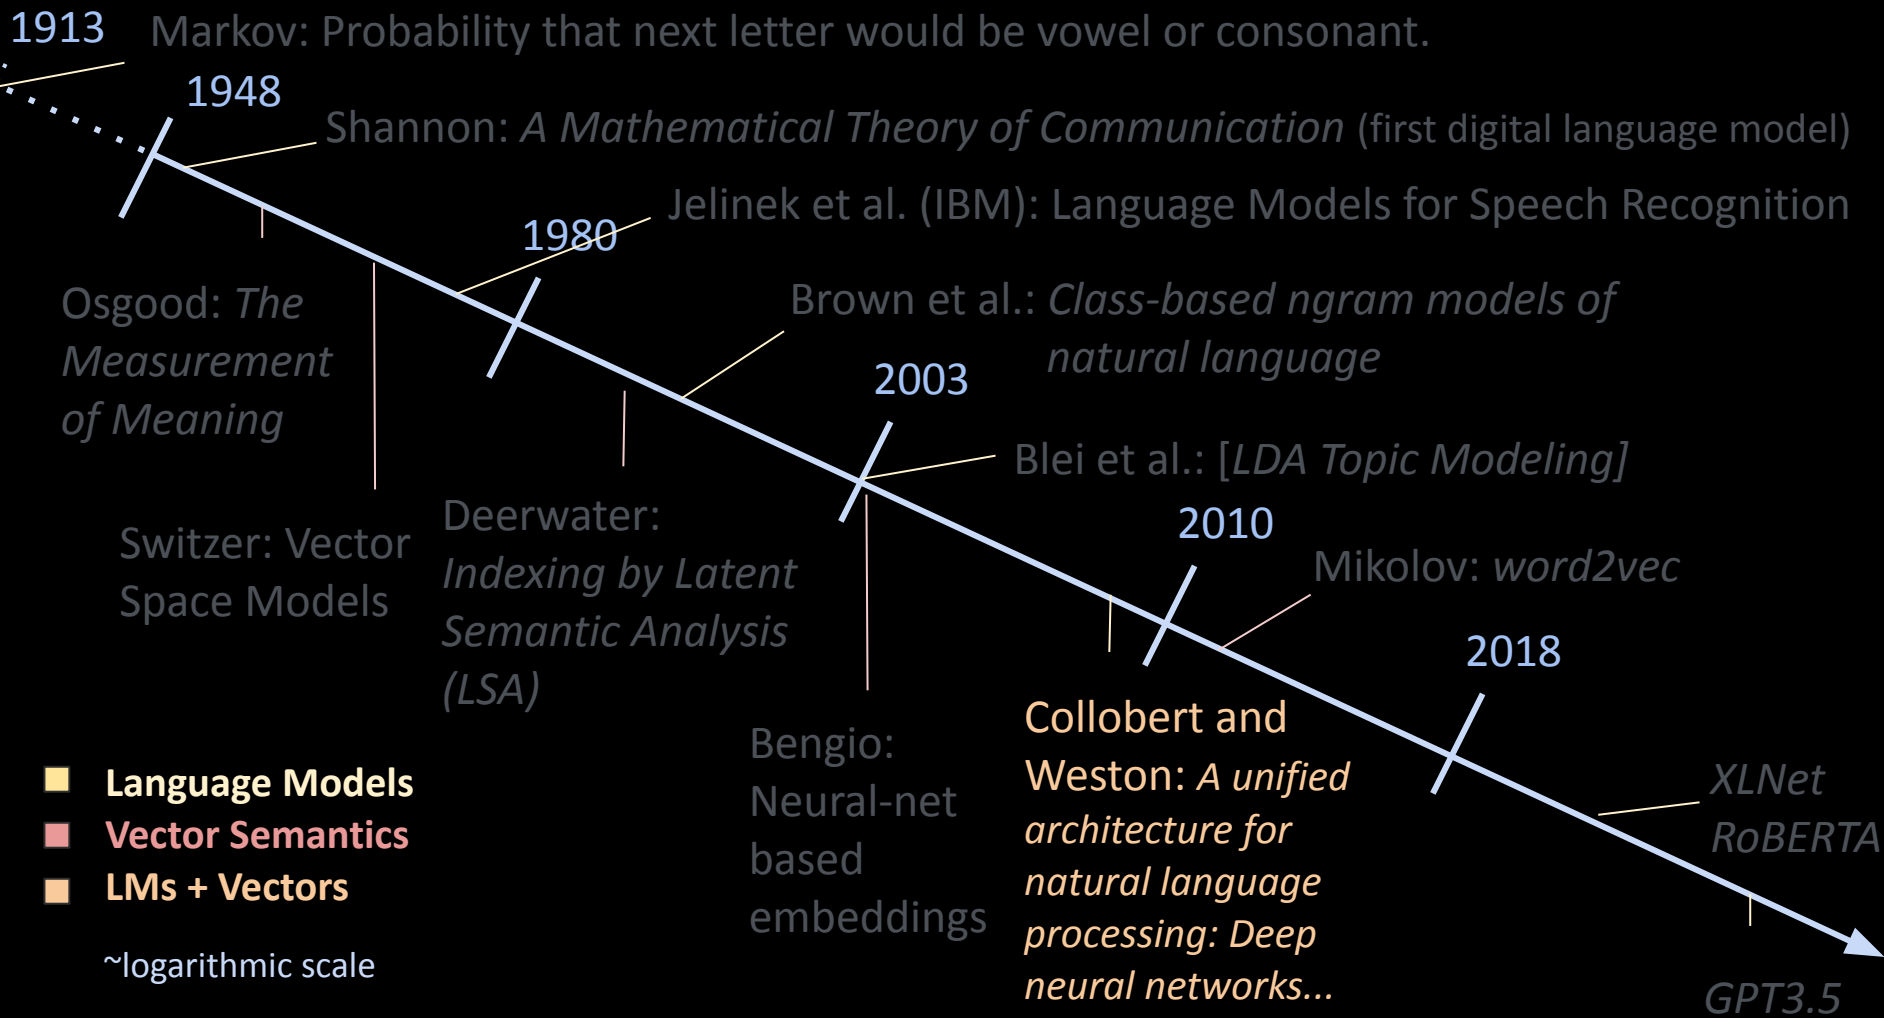 1913 Markov: Probability that next letter would be vowel or consonant.
1948
Shannon: A Mathematical Theory of Communication (first digital language model)
Jelinek et al. (IBM): Language Models for Speech Recognition
1980
Osgood: The
Measurement
of Meaning
Brown et al.: Class-based ngram models of
natural language
2003
Blei et al.: [LDA Topic Modeling]
Switzer: Vector
Space Models
Deerwater:
Indexing by Latent
Semantic Analysis
(LSA)
2010
Mikolov: word2vec
2018
Bengio:
Neural-net
based
embeddings
Collobert and
Weston: A unified
architecture for
natural language
processing: Deep
neural networks...
XLNet
RoBERTA
GPT3.5
Language Models
Vector Semantics
LMs + Vectors
~logarithmic scale